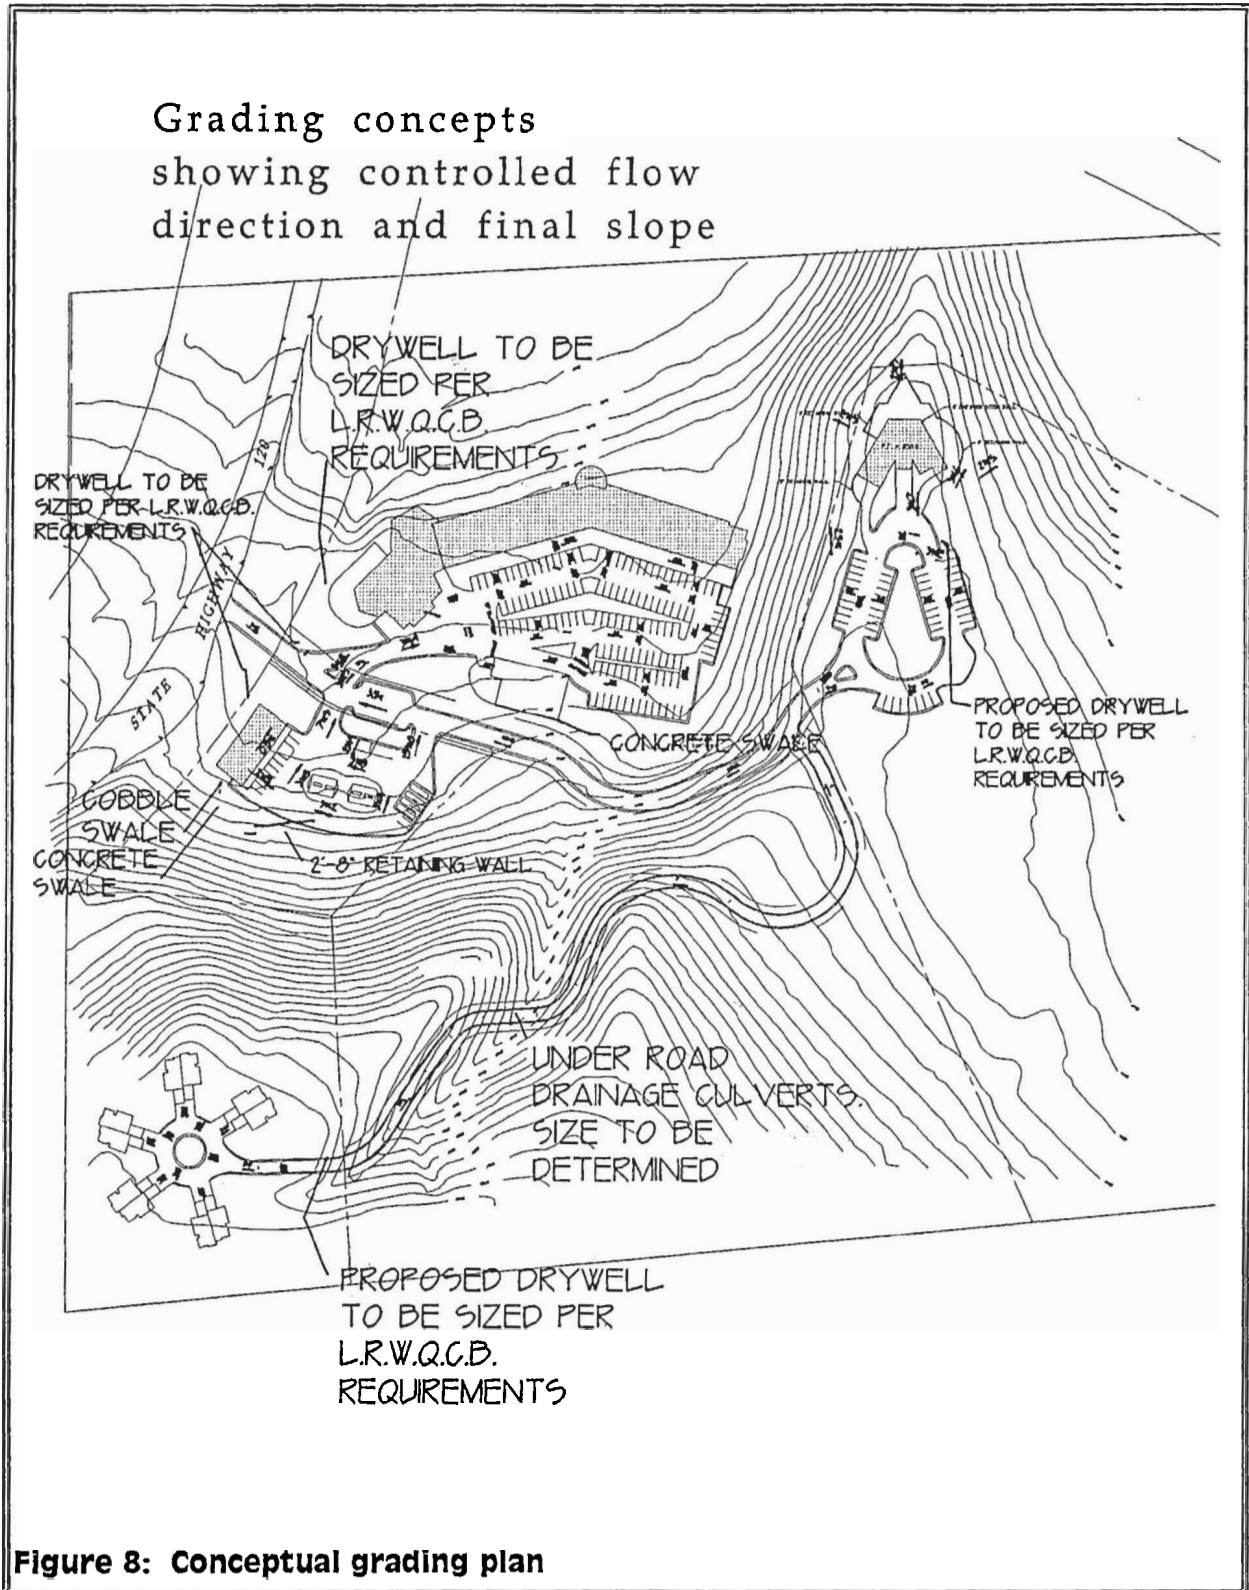 Grading concepts
showing controlled flow
direction and final slope
DRYWELL TO BE
SIZED PER
L.R.W.Q.C.B.
REQUIREMENTS
DRYWELL TO BE
SIZED PER L.R.W.Q.C.B.
REQUIREMENTS
STATE
HIGHWAY
120
CONCRETE SWALE
PROPOSED DRYWELL
TO BE SIZED PER
L.R.W.Q.C.B.
REQUIREMENTS
COBBLE
SWALE
CONCRETE
SWALE
2'-8" RETAINING WALL
UNDER ROAD
DRAINAGE CULVERTS.
SIZE TO BE
DETERMINED
PROPOSED DRYWELL
TO BE SIZED PER
L.R.W.Q.C.B.
REQUIREMENTS
Figure 8: Conceptual grading plan